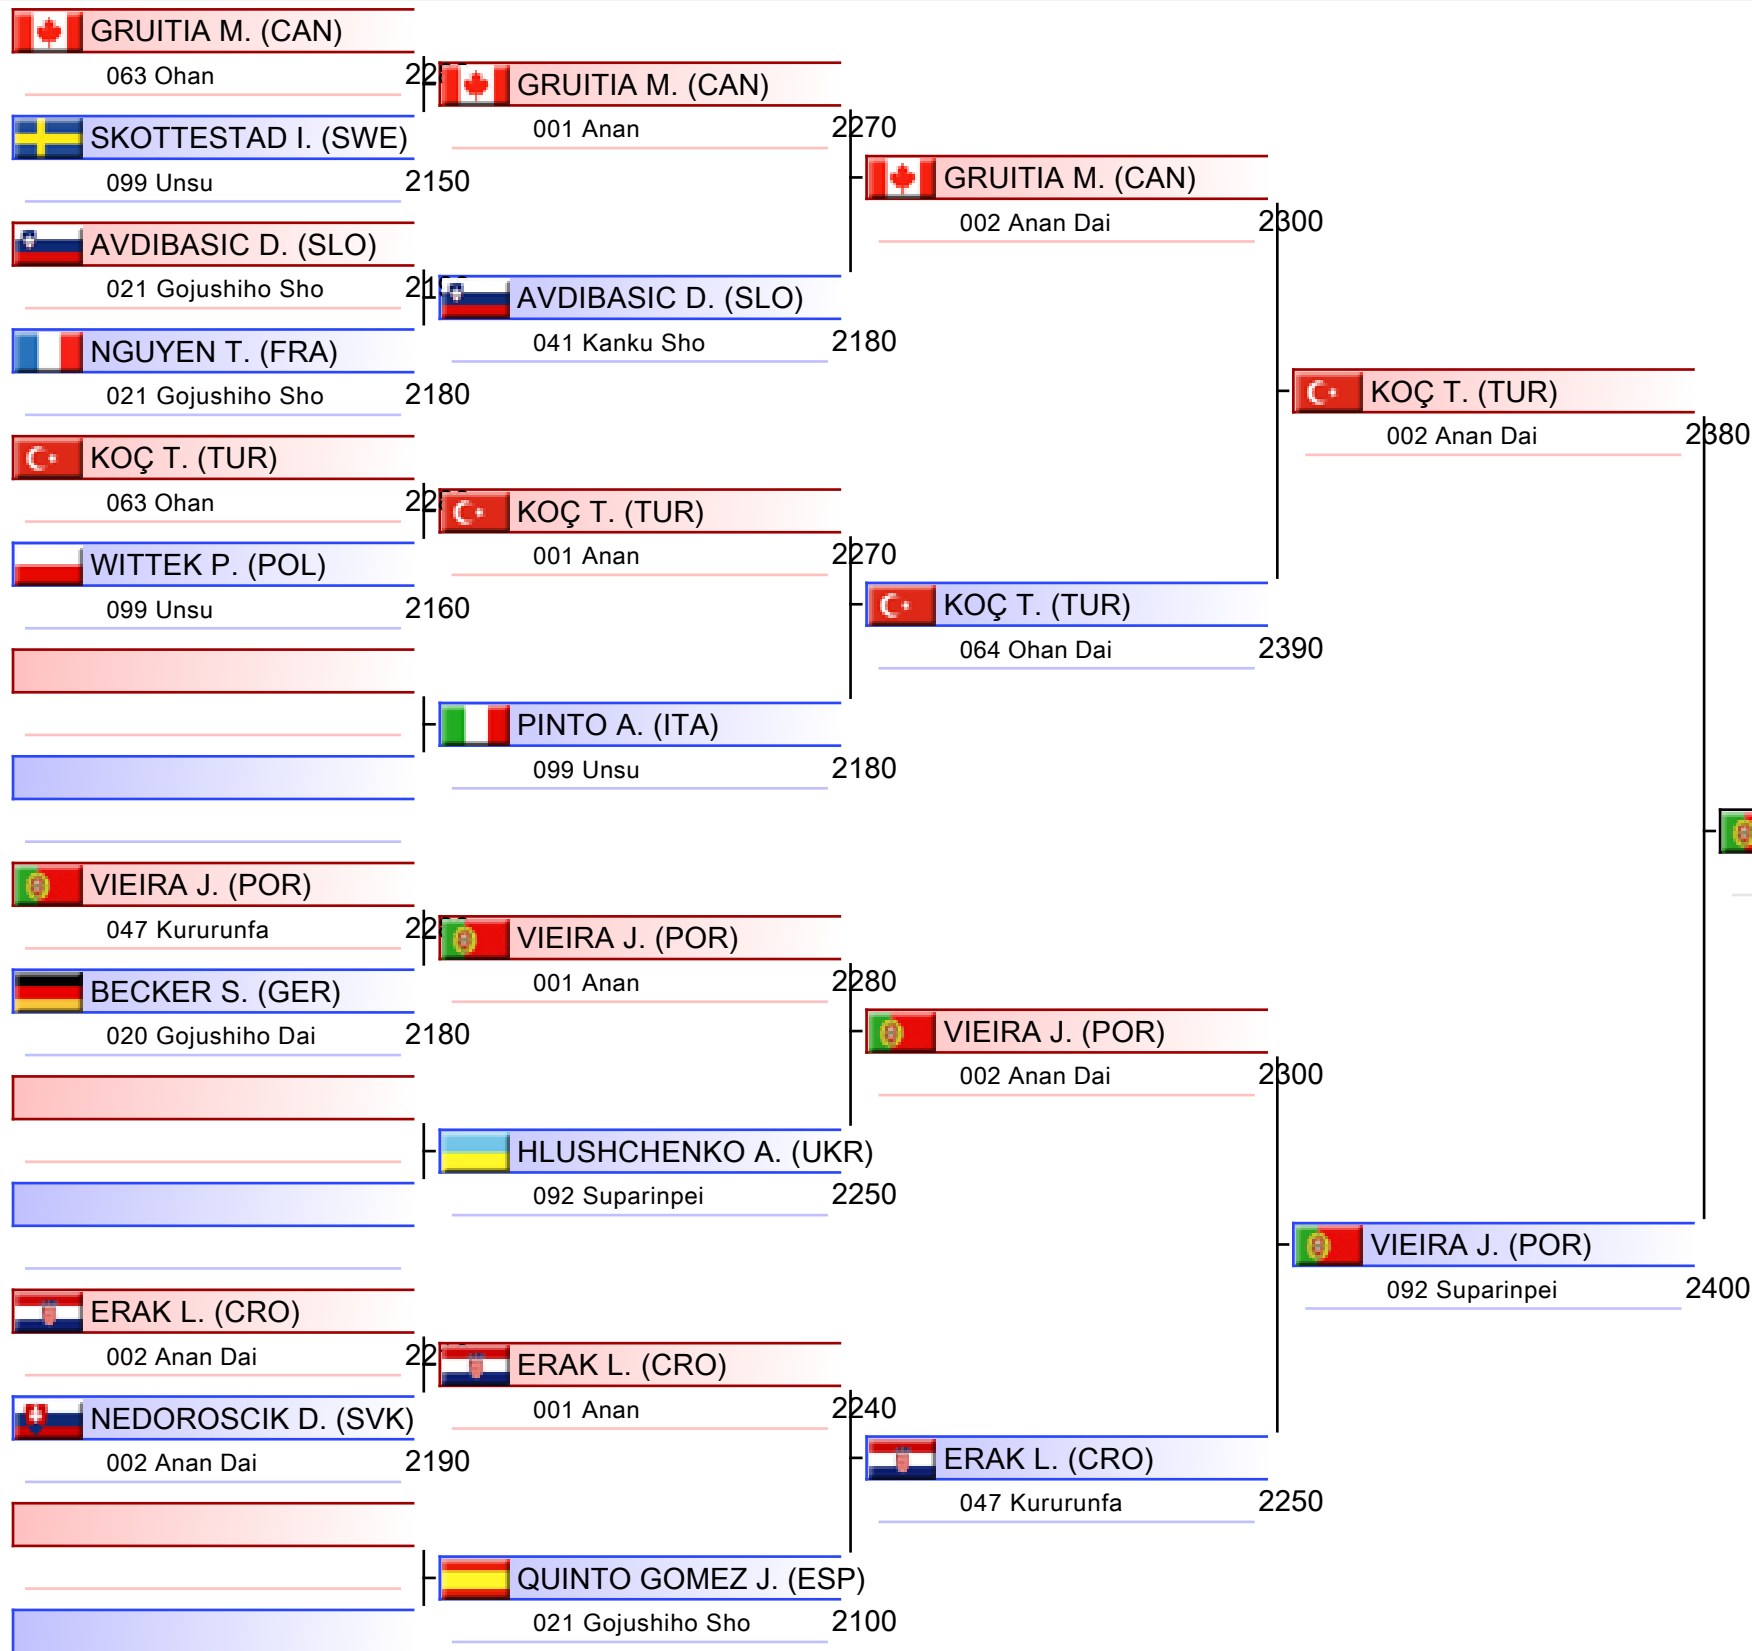 GRUITIA M. (CAN)
063 Ohan
SKOTTESTAD I. (SWE)
099 Unsu 2150
AVDIBASIC D. (SLO)
021 Gojushiho Sho
NGUYEN T. (FRA)
021 Gojushiho Sho 2180
KOÇ T. (TUR)
063 Ohan
WITTEK P. (POL)
099 Unsu 2160
VIEIRA J. (POR)
047 Kururunfa
BECKER S. (GER)
020 Gojushiho Dai 2180
ERAK L. (CRO)
002 Anan Dai
NEDOROSCIK D. (SVK)
002 Anan Dai 2190
GRUITIA M. (CAN)
001 Anan 2270
AVDIBASIC D. (SLO)
041 Kanku Sho 2180
KOÇ T. (TUR)
001 Anan 2270
PINTO A. (ITA)
099 Unsu 2180
VIEIRA J. (POR)
001 Anan 2280
HLUSHCHENKO A. (UKR)
092 Suparinpei 2250
ERAK L. (CRO)
001 Anan 2240
QUINTO GOMEZ J. (ESP)
021 Gojushiho Sho 2100
GRUITIA M. (CAN)
002 Anan Dai 2300
KOÇ T. (TUR)
064 Ohan Dai 2390
VIEIRA J. (POR)
002 Anan Dai 2300
ERAK L. (CRO)
047 Kururunfa 2250
KOÇ T. (TUR)
002 Anan Dai 2380
VIEIRA J. (POR)
092 Suparinpei 2400